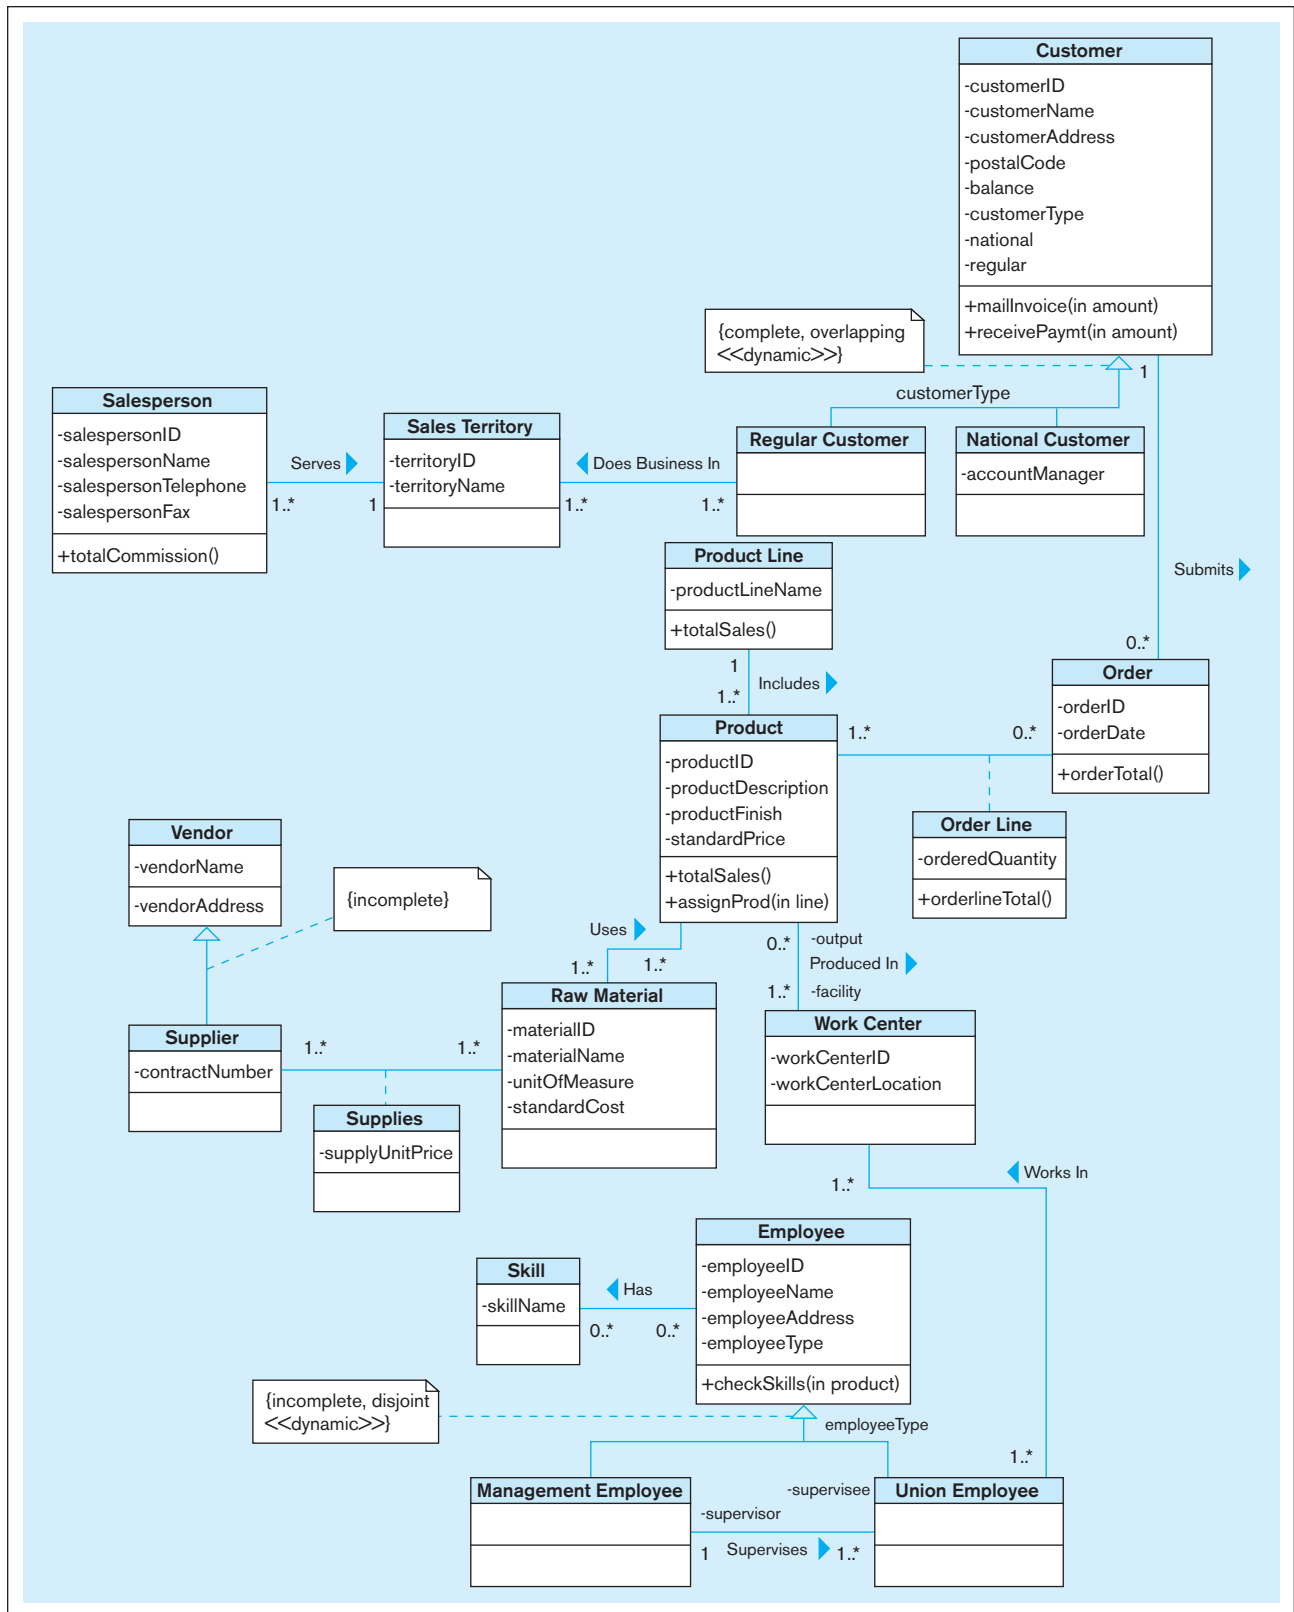 Customer
-customerID
-customerName
-customerAddress
-postalCode
-balance
-customerType
-national
-regular
+mailInvoice(in amount)
+receivePaymt(in amount)
{complete, overlapping
<<dynamic>>}
1
customerType
Salesperson
-salespersonID
-salespersonName
-salespersonTelephone
-salespersonFax
+totalCommission()
Serves
1..*
1
Sales Territory
-territoryID
-territoryName
Does Business In
1..*
1..*
Regular Customer
National Customer
-accountManager
Submits
0..*
Product Line
-productLineName
+totalSales()
1
1..*
Includes
Order
-orderID
-orderDate
+orderTotal()
Product
-productID
-productDescription
-productFinish
-standardPrice
+totalSales()
+assignProd(in line)
1..*
0..*
Order Line
-orderedQuantity
+orderlineTotal()
Vendor
-vendorName
-vendorAddress
{incomplete}
Uses
1..*
1..*
0..*
-output
Produced In
1..*
-facility
Supplier
-contractNumber
1..*
1..*
Supplies
-supplyUnitPrice
Raw Material
-materialID
-materialName
-unitOfMeasure
-standardCost
Work Center
-workCenterID
-workCenterLocation
1..*
Works In
Employee
-employeeID
-employeeName
-employeeAddress
-employeeType
+checkSkills(in product)
Skill
-skillName
Has
0..*
0..*
{incomplete, disjoint
<<dynamic>>}
employeeType
1..*
Management Employee
-supervisee
-supervisor
1
Supervises
1..*
Union Employee